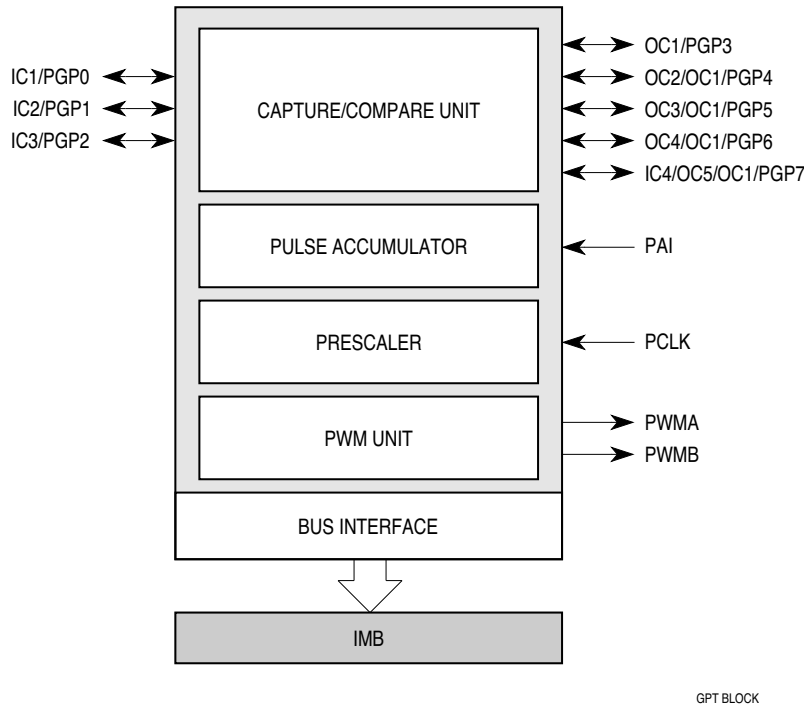 IC1/PGP0
IC2/PGP1
IC3/PGP2
CAPTURE/COMPARE UNIT
OC1/PGP3
OC2/OC1/PGP4
OC3/OC1/PGP5
OC4/OC1/PGP6
IC4/OC5/OC1/PGP7
PULSE ACCUMULATOR
PAI
PRESCALER
PCLK
PWM UNIT
PWMA
PWMB
BUS INTERFACE
IMB
GPT BLOCK